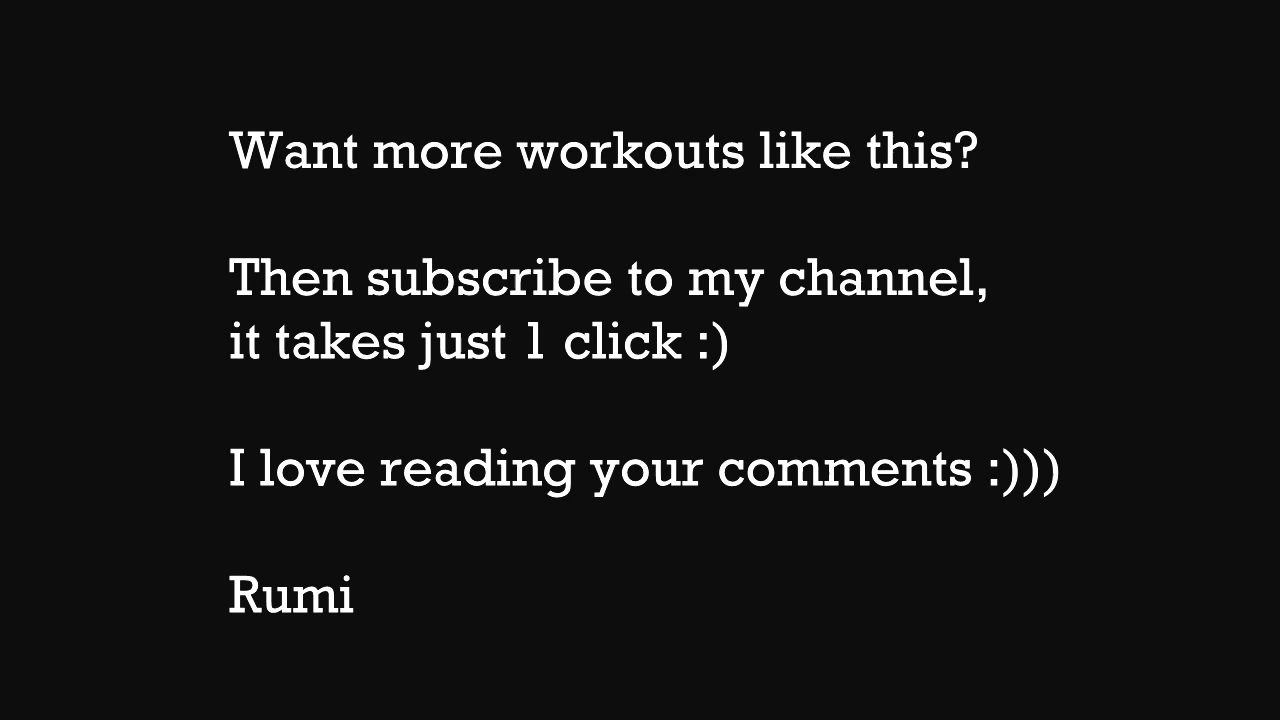 Want more workouts like this?
Then subscribe to my channel,
it takes just 1 click :)
I love reading your comments :)))
Rumi